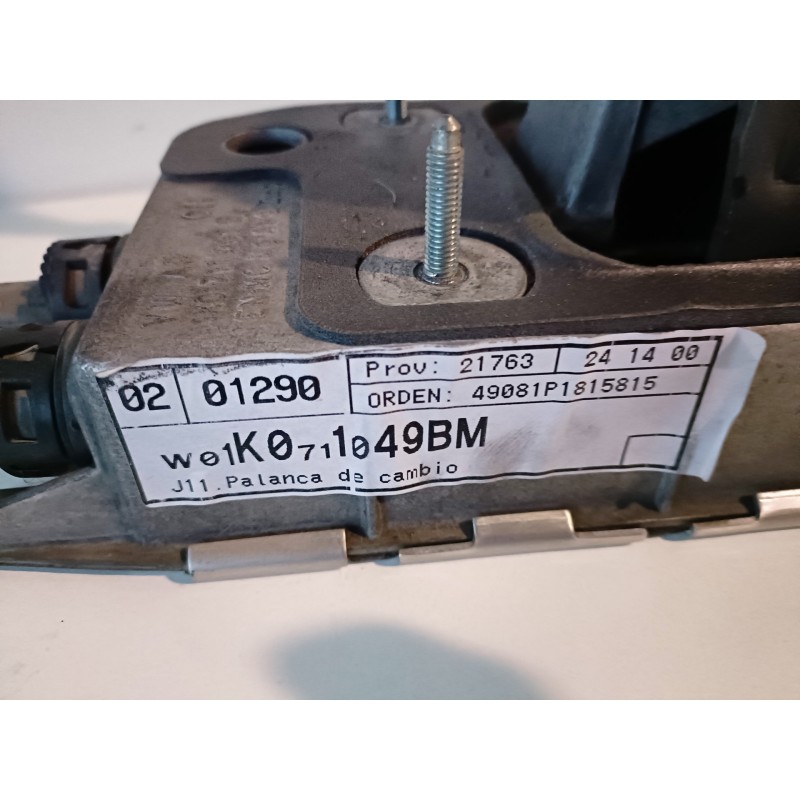 02 01290 Prov: 21763 24 14 00
ORDEN: 49081P1815815
W01K0711049BM
J11.Palanca de cambio